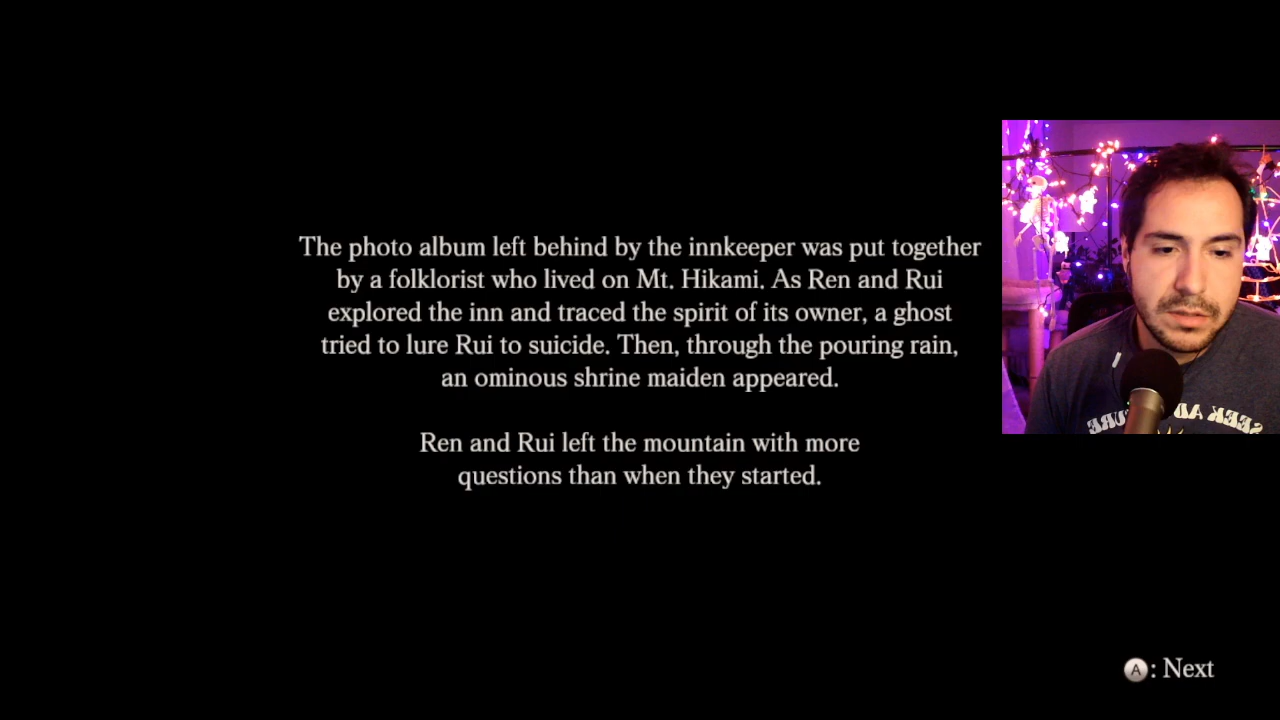 The photo album left behind by the innkeeper was put together
by a folklorist who lived on Mt. Hikami. As Ren and Rui
explored the inn and traced the spirit of its owner, a ghost
tried to lure Rui to suicide. Then, through the pouring rain,
an ominous shrine maiden appeared.
Ren and Rui left the mountain with more
questions than when they started.
A: Next